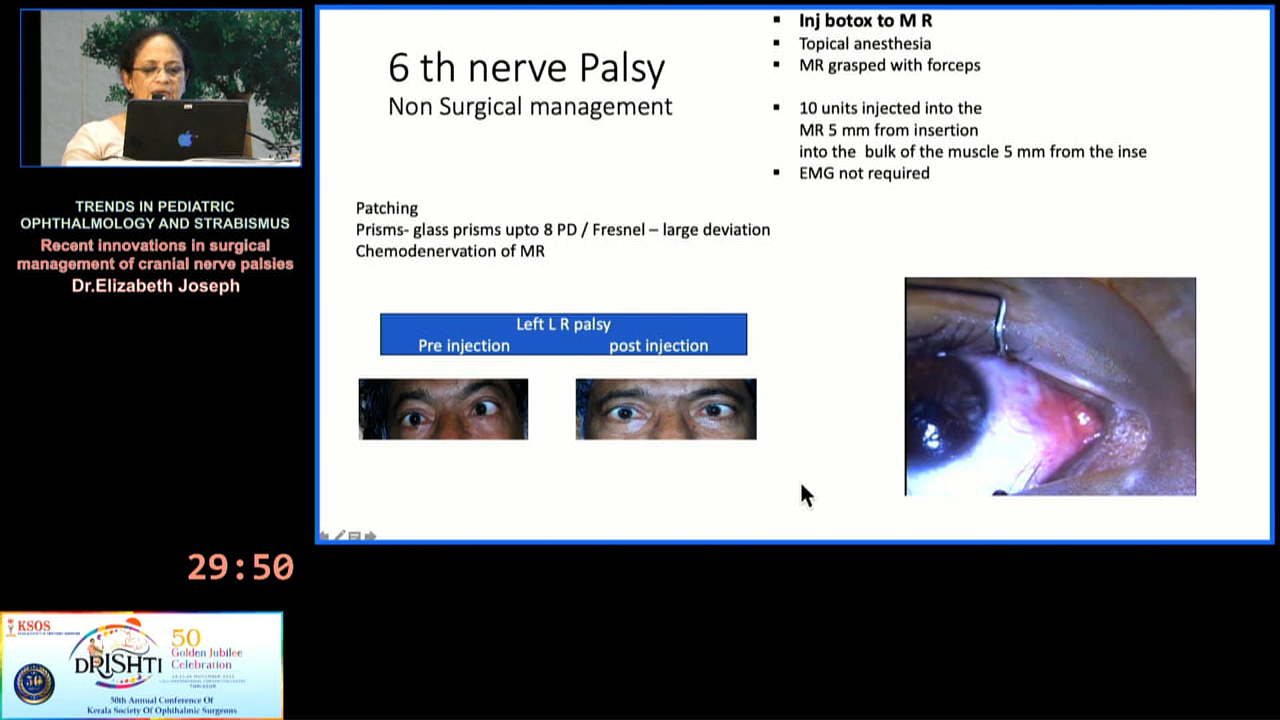 TRENDS IN PEDIATRIC
OPHTHALMOLOGY AND STRABISMUS
Recent innovations in surgical
management of cranial nerve palsies
Dr.Elizabeth Joseph
29:50
KSOS
50
Golden Jubilee
Celebration
DRISHTI
THRISSUR
50th Annual Conference Of
Kerala Society Of Ophthalmic Surgeons
6 th nerve Palsy
Non Surgical management
Patching
Prisms- glass prisms upto 8 PD / Fresnel – large deviation
Chemodenervation of MR
Left L R palsy
Pre injection post injection
▪ Inj botox to M R
▪ Topical anesthesia
▪ MR grasped with forceps
▪ 10 units injected into the
MR 5 mm from insertion
into the bulk of the muscle 5 mm from the inse
▪ EMG not required